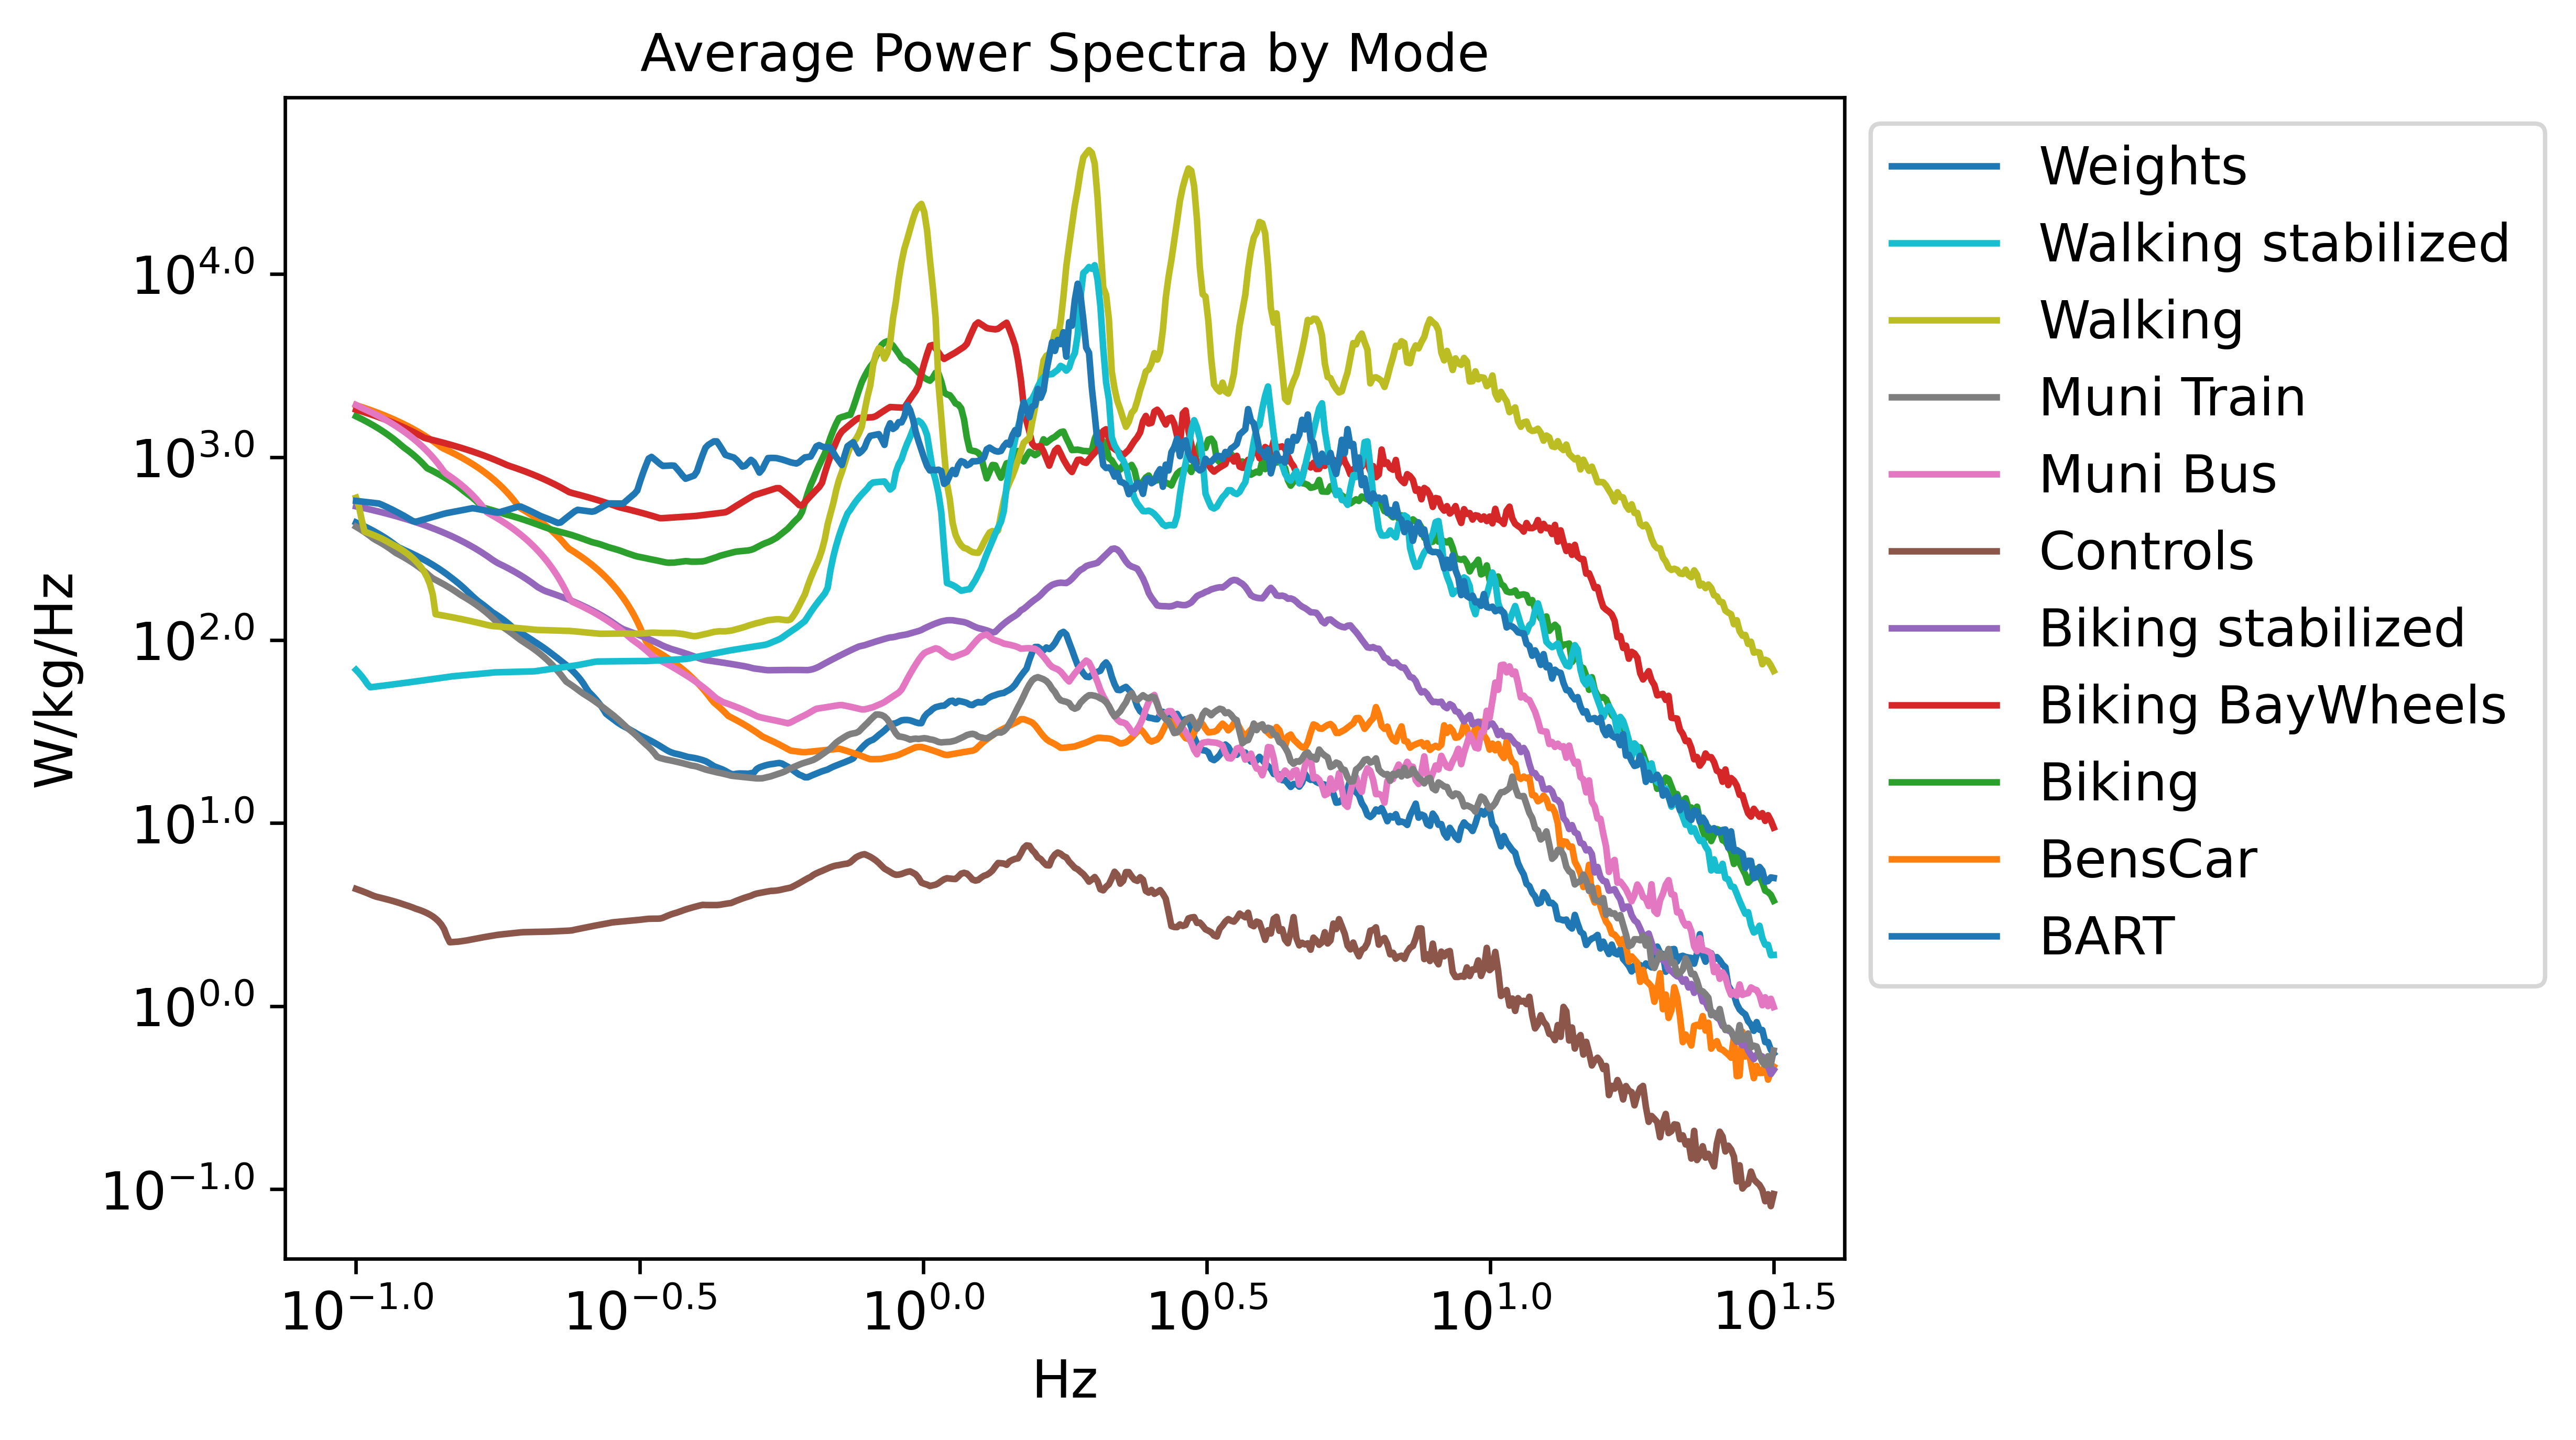 Average Power Spectra by Mode
W/kg/Hz
10^4.0
10^3.0
10^2.0
10^1.0
10^0.0
10^−1.0
10^−1.0
10^−0.5
10^0.0
10^0.5
10^1.0
10^1.5
Hz
Weights
Walking stabilized
Walking
Muni Train
Muni Bus
Controls
Biking stabilized
Biking BayWheels
Biking
BensCar
BART